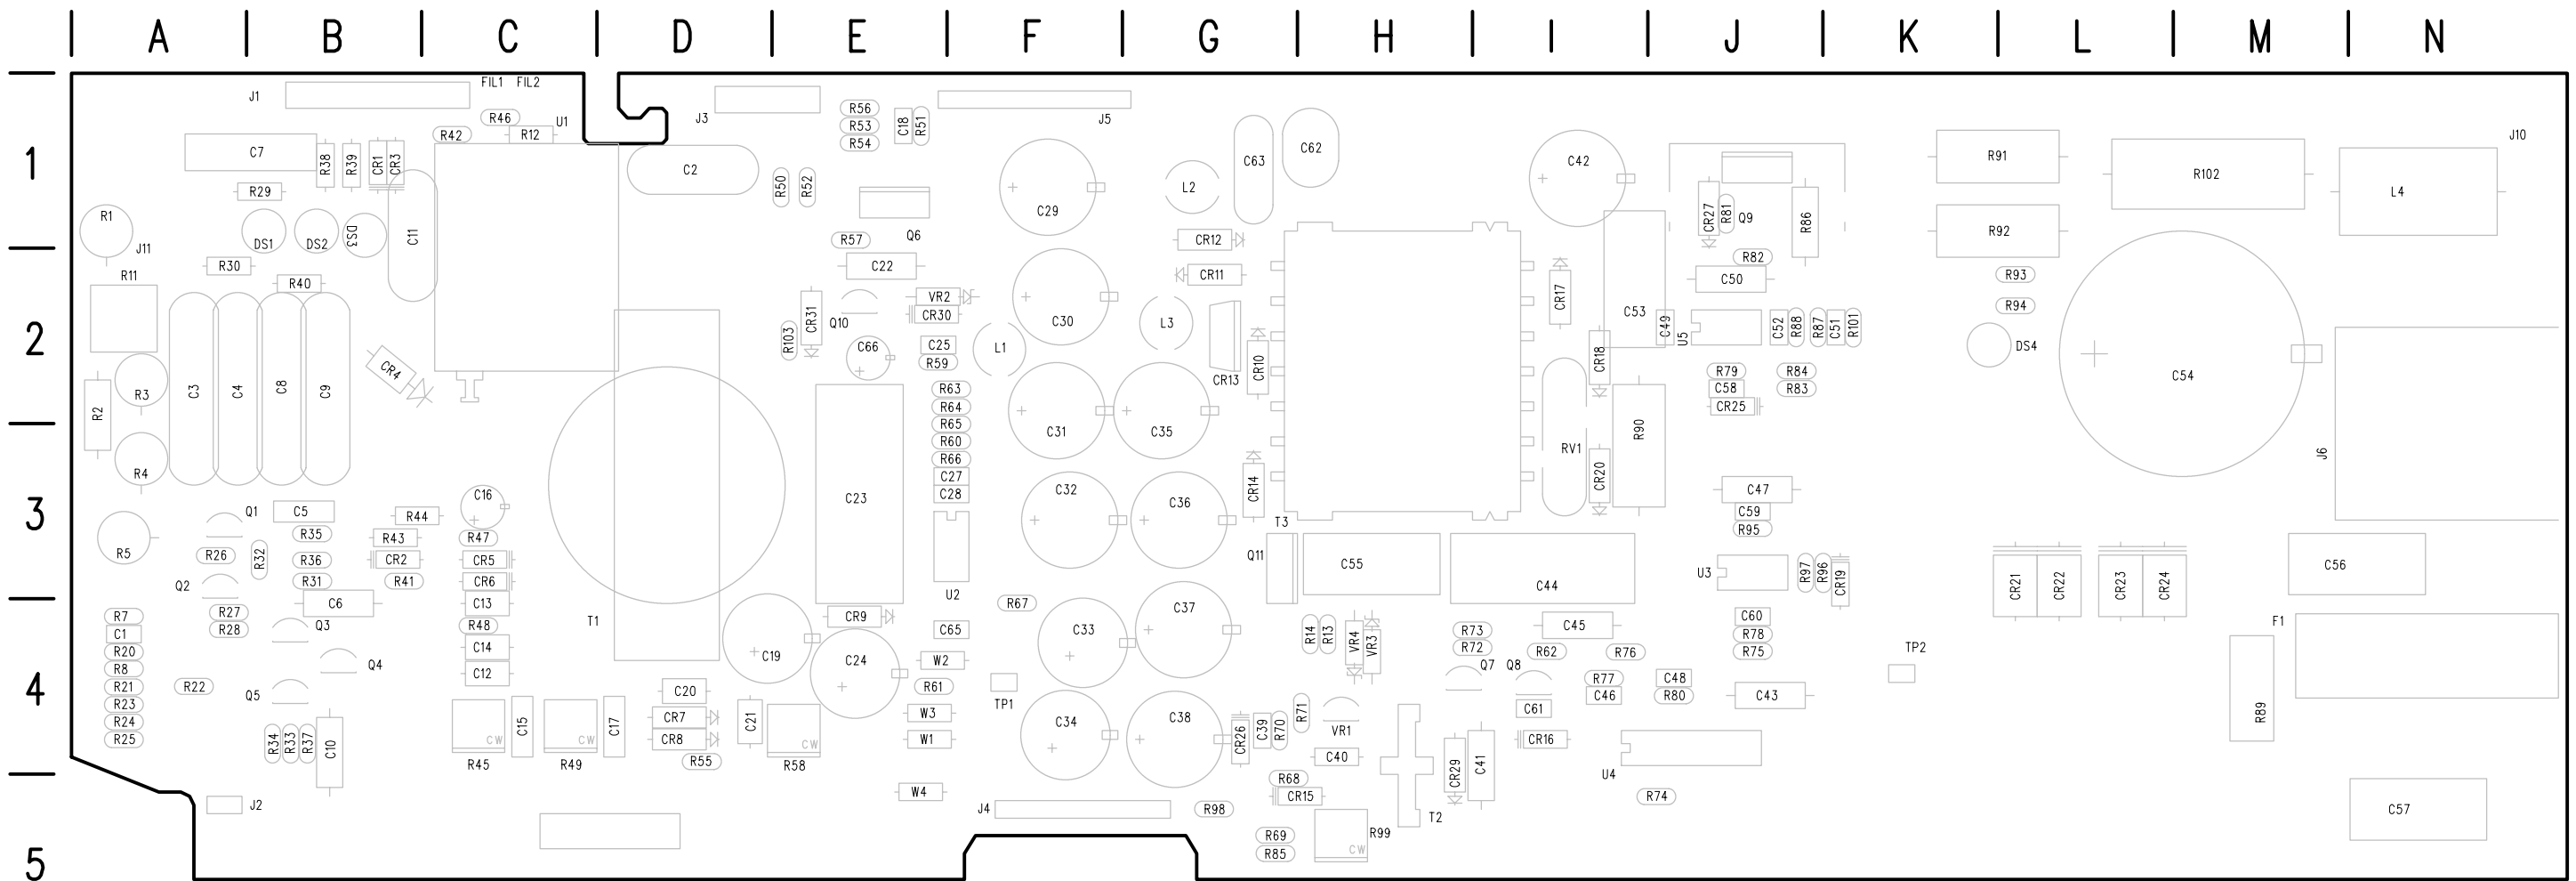 A B C D E F G H I J K L M N
FIL1 FIL2
J1 J3 J5
R56
R46 U1 R53 C18 R51
R42 R12 R54 J10
C7 R38 R39 CR1 CR3 C2 C63 C62 C42 R91
1
R29 R50 R52 L2 R102 L4
R1 C29 CR27 R81 Q9 R86
DS1 DS2 DS3 C11 R57 Q6 CR12 R92
J11
R30 C22 R82
R11 R40 CR11 C50 R93
VR2 CR17 R94
CR31 Q10 CR30 C30 L3 C53
R103 C49 U5 C52 R88 R87 C51 R101
2
C66 C25 L1 DS4
CR4 R59 CR10 CR18
C3 C4 C8 C9 CR13 R79 R84 C54
R3 R63 C58 R83
R2 R64 CR25
R65 C31 C35 R90
R60 RV1 J6
R4 R66 CR14 CR20
C16 C23 C27 C32 C36 C47
C28
3
Q1 C5 R44 T3 C59
R35 R43 R47 R95
R5 R26 R32 R36 CR2 CR5 Q11 C55 C56
Q2 R31 R41 CR6 C44 U3 R97 R96 CR19 CR21 CR22 CR23 CR24
C6 C13 U2 R67 C37
R7 R27 CR9 C60
C1 R28 Q3 R48 T1 C65 C33 R14 R13 VR4 VR3 R73 C45 R78 F1
R20 C14 R72 R62 R76 R75 TP2
R8 Q4 C12 C19 C24 W2 Q7 Q8
4
R21 R22 Q5 C20 R61 R77 C48
R23 TP1 C46 R80 C43
R24 CR7 C21 W3 C34 C38 C39 R70 R71 C61 R89
R25 R34 R33 R37 C10 CW C15 CW C17 CR8 CW W1 CR26 VR1 CR16
R45 R49 R55 R58 C40 CR29 C41
R68 U4
W4 CR15 R74
J2 J4 R98 C57
T2
R69 R99
R85 CW
5